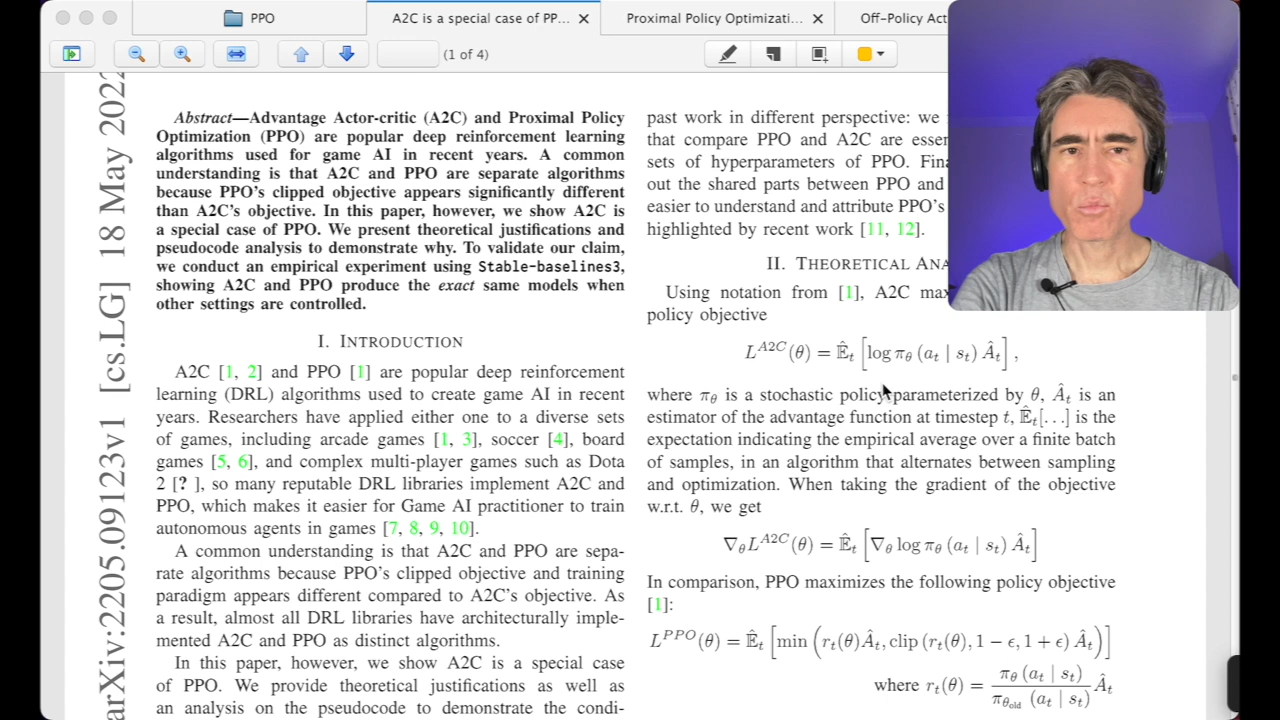 PPO
A2C is a special case of PP...
Proximal Policy Optimizati...
Off-Policy Act
(1 of 4)
arXiv:2205.09123v1 [cs.LG] 18 May 2022
Abstract—Advantage Actor-critic (A2C) and Proximal Policy
Optimization (PPO) are popular deep reinforcement learning
algorithms used for game AI in recent years. A common
understanding is that A2C and PPO are separate algorithms
because PPO's clipped objective appears significantly different
than A2C's objective. In this paper, however, we show A2C is
a special case of PPO. We present theoretical justifications and
pseudocode analysis to demonstrate why. To validate our claim,
we conduct an empirical experiment using Stable-baselines3,
showing A2C and PPO produce the exact same models when
other settings are controlled.
I. INTRODUCTION
A2C [1, 2] and PPO [1] are popular deep reinforcement
learning (DRL) algorithms used to create game AI in recent
years. Researchers have applied either one to a diverse sets
of games, including arcade games [1, 3], soccer [4], board
games [5, 6], and complex multi-player games such as Dota
2 [? ], so many reputable DRL libraries implement A2C and
PPO, which makes it easier for Game AI practitioner to train
autonomous agents in games [7, 8, 9, 10].
A common understanding is that A2C and PPO are sepa-
rate algorithms because PPO's clipped objective and training
paradigm appears different compared to A2C's objective. As
a result, almost all DRL libraries have architecturally imple-
mented A2C and PPO as distinct algorithms.
In this paper, however, we show A2C is a special case
of PPO. We provide theoretical justifications as well as
an analysis on the pseudocode to demonstrate the condi-
past work in different perspective: we
that compare PPO and A2C are essen
sets of hyperparameters of PPO. Fina
out the shared parts between PPO and
easier to understand and attribute PPO's
highlighted by recent work [11, 12].
II. THEORETICAL ANA
Using notation from [1], A2C max
policy objective
L^{A2C}(θ) = Ê_t [log π_θ (a_t | s_t) Â_t] ,
where π_θ is a stochastic policy parameterized by θ, Â_t is an
estimator of the advantage function at timestep t, Ê_t[...] is the
expectation indicating the empirical average over a finite batch
of samples, in an algorithm that alternates between sampling
and optimization. When taking the gradient of the objective
w.r.t. θ, we get
∇_θ L^{A2C}(θ) = Ê_t [∇_θ log π_θ (a_t | s_t) Â_t]
In comparison, PPO maximizes the following policy objective
[1]:
L^{PPO}(θ) = Ê_t [min (r_t(θ)Â_t, clip (r_t(θ), 1 − ϵ, 1 + ϵ) Â_t)]
where r_t(θ) = π_θ (a_t | s_t) / π_{θ_old} (a_t | s_t) Â_t